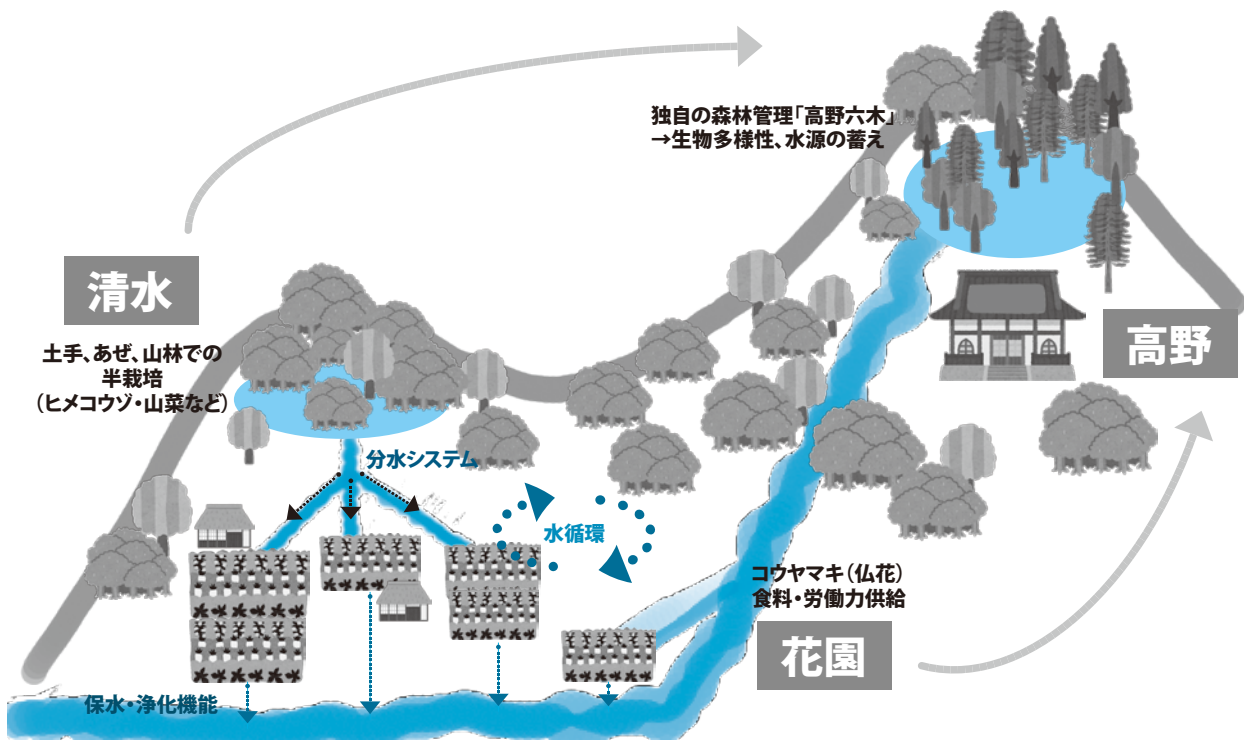 独自の森林管理「高野六木」
→生物多様性、水源の蓄え
清水
土手、あぜ、山林での
半栽培
（ヒメコウゾ・山菜など）
高野
分水システム
水循環
コウヤマキ（仏花）
食料・労働力供給
花園
保水・浄化機能